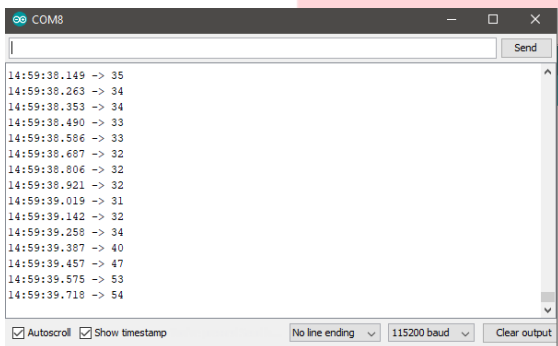 COM8
Send
14:59:38.149 -> 35
14:59:38.263 -> 34
14:59:38.353 -> 34
14:59:38.490 -> 33
14:59:38.586 -> 33
14:59:38.687 -> 32
14:59:38.806 -> 32
14:59:38.921 -> 32
14:59:39.019 -> 31
14:59:39.142 -> 32
14:59:39.258 -> 34
14:59:39.387 -> 40
14:59:39.457 -> 47
14:59:39.575 -> 53
14:59:39.718 -> 54
Autoscroll Show timestamp No line ending 115200 baud Clear output